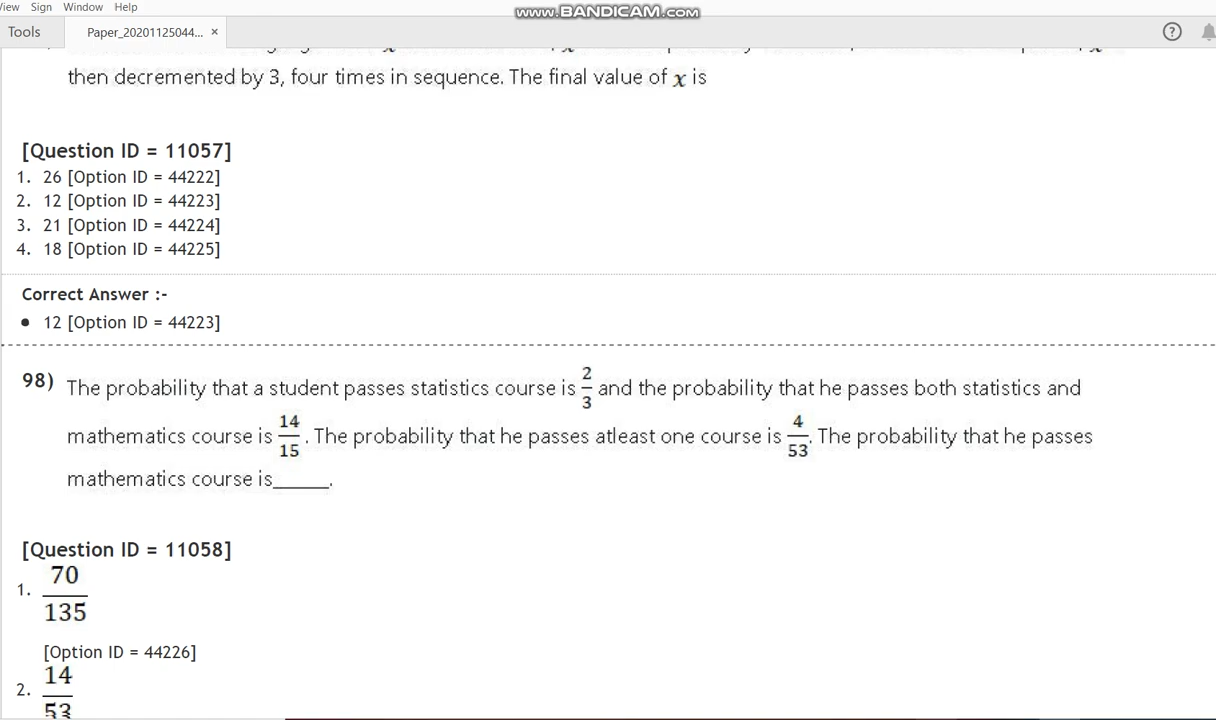 View Sign Window Help
www.BANDICAM.com
Tools Paper_20201125044... × ?
then decremented by 3, four times in sequence. The final value of x is
[Question ID = 11057]
1. 26 [Option ID = 44222]
2. 12 [Option ID = 44223]
3. 21 [Option ID = 44224]
4. 18 [Option ID = 44225]
Correct Answer :-
• 12 [Option ID = 44223]
98) The probability that a student passes statistics course is 2/3 and the probability that he passes both statistics and
mathematics course is 14/15 . The probability that he passes atleast one course is 4/53. The probability that he passes
mathematics course is______.
[Question ID = 11058]
1. 70/135
[Option ID = 44226]
2. 14/53